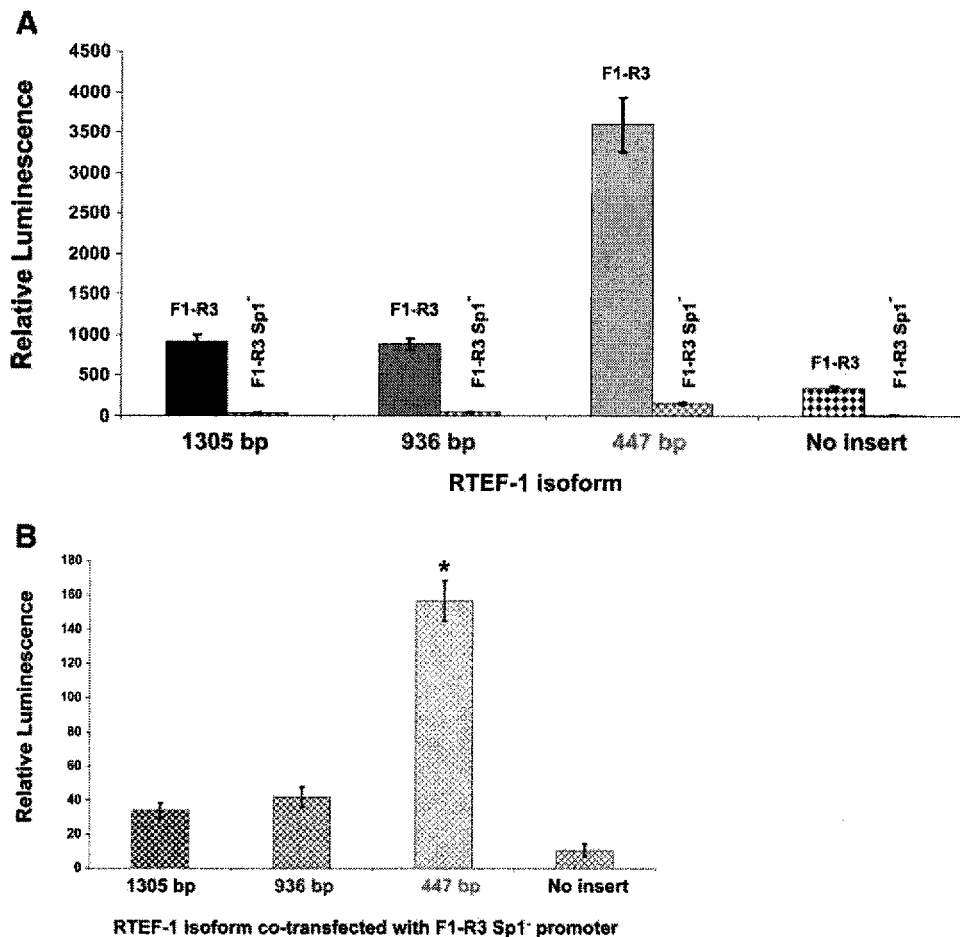 A
Relative Luminescence
4500
4000
3500
3000
2500
2000
1500
1000
500
0
F1-R3
F1-R3 Sp1-
F1-R3
F1-R3 Sp1-
F1-R3
F1-R3 Sp1-
F1-R3
F1-R3 Sp1-
1305 bp
936 bp
447 bp
No insert
RTEF-1 isoform
B
Relative Luminescence
180
160
140
120
100
80
60
40
20
0
*
1305 bp
936 bp
447 bp
No insert
RTEF-1 Isoform co-transfected with F1-R3 Sp1- promoter